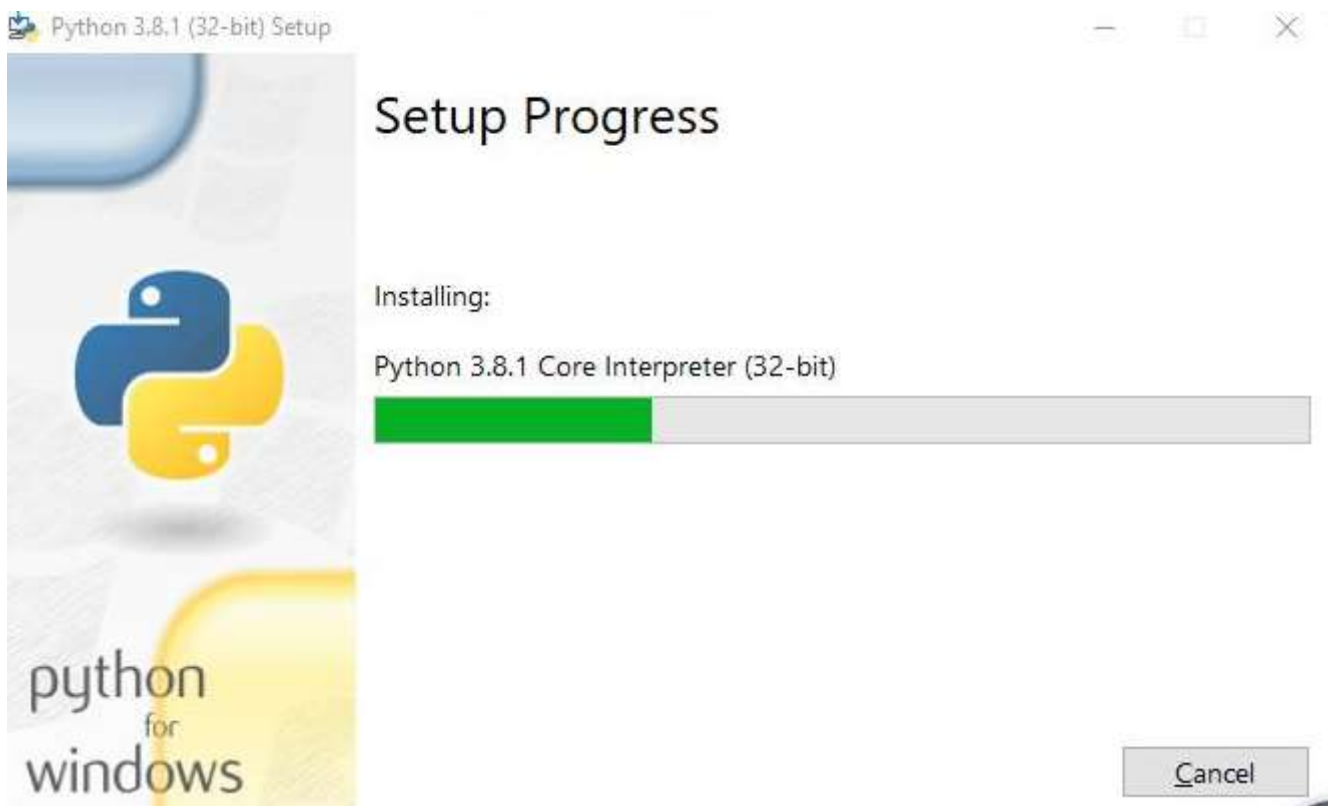 Python 3.8.1 (32-bit) Setup
Setup Progress
Installing:
Python 3.8.1 Core Interpreter (32-bit)
python
for
windows
Cancel